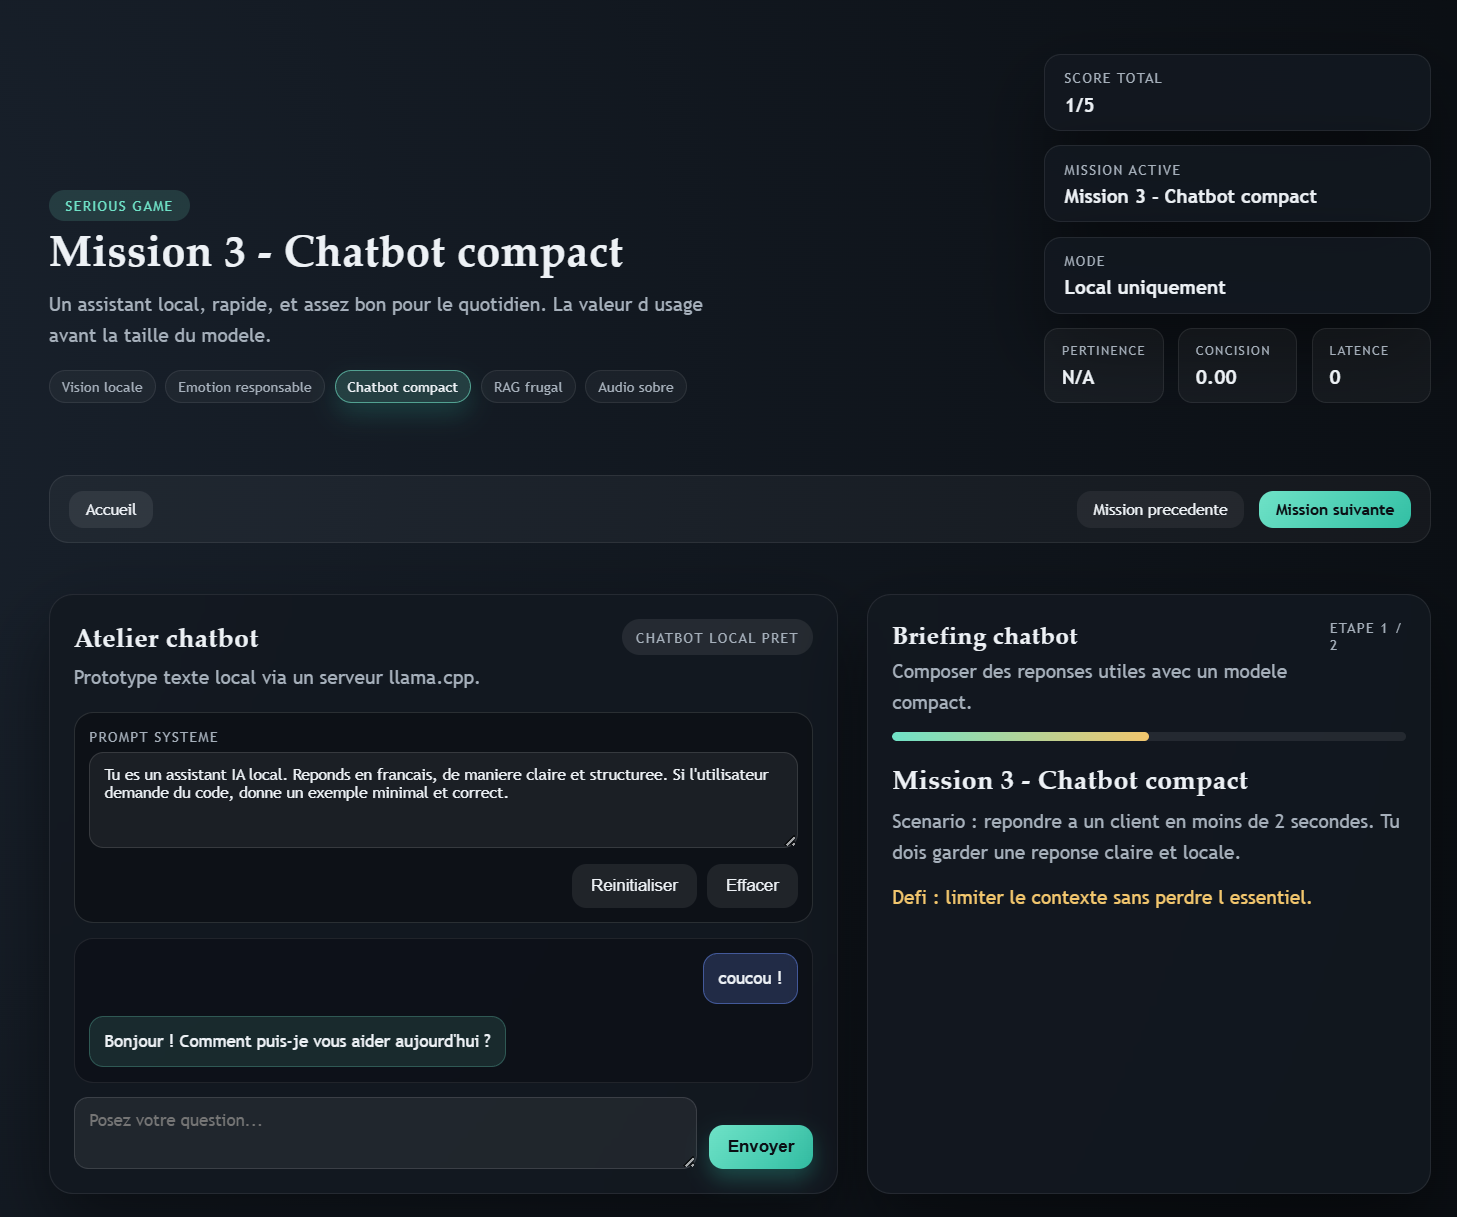 SCORE TOTAL
1/5
MISSION ACTIVE
Mission 3 - Chatbot compact
MODE
Local uniquement
PERTINENCE
N/A
CONCISION
0.00
LATENCE
0
SERIOUS GAME
Mission 3 - Chatbot compact
Un assistant local, rapide, et assez bon pour le quotidien. La valeur d usage
avant la taille du modele.
Vision locale
Emotion responsable
Chatbot compact
RAG frugal
Audio sobre
Accueil
Mission precedente
Mission suivante
Atelier chatbot
CHATBOT LOCAL PRET
Prototype texte local via un serveur llama.cpp.
PROMPT SYSTEME
Tu es un assistant IA local. Reponds en francais, de maniere claire et structuree. Si l'utilisateur
demande du code, donne un exemple minimal et correct.
Reinitialiser
Effacer
coucou !
Bonjour ! Comment puis-je vous aider aujourd'hui ?
Posez votre question...
Envoyer
Briefing chatbot
ETAPE 1 /
2
Composer des reponses utiles avec un modele
compact.
Mission 3 - Chatbot compact
Scenario : repondre a un client en moins de 2 secondes. Tu
dois garder une reponse claire et locale.
Defi : limiter le contexte sans perdre l essentiel.